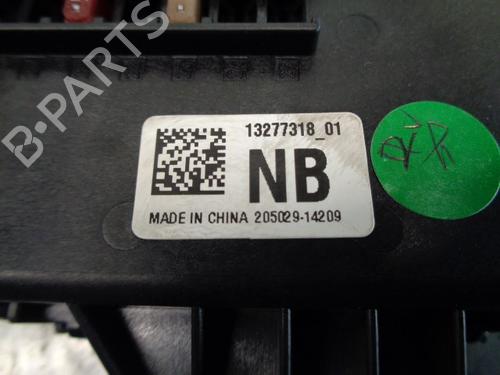 13277318_01
NB
MADE IN CHINA 205029-14209
B-PARTS